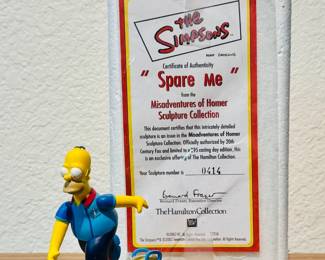 the
SIMPSONS
MATT GROENING
Certificate of Authenticity
" Spare Me "
from the
Misadventures of Homer
Sculpture Collection
This document certifies that this intricately detailed
sculpture is an issue in the Misadventures of Homer
Sculpture Collection. Officially authorized by 20th
Century Fox and limited to 95 casting day edition, this
is an exclusive offering of The Hamilton Collection.
Your Sculpture number is 0414
The Hamilton Collection